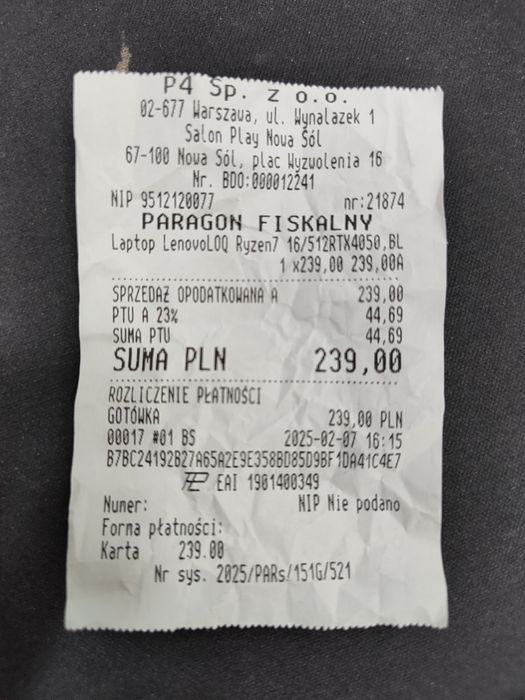 P4 Sp. z o.o.
02-677 Warszawa, ul. Wynalazek 1
Salon Play Nowa Sól
67-100 Nowa Sól, plac Wyzwolenia 16
Nr. BDO:000012241
NIP 9512120077 nr:21874
PARAGON FISKALNY
Laptop LenovoLOQ Ryzen7 16/512RTX4050,BL
1 x239,00 239,00A
SPRZEDAŻ OPODATKOWANA A 239,00
PTU A 23% 44,69
SUMA PTU 44,69
SUMA PLN 239,00
ROZLICZENIE PŁATNOŚCI
GOTÓWKA 239,00 PLN
00017 #01 BS 2025-02-07 16:15
B7BC24192B27A65A2E9E358BD85D9BF1DA41C4E7
EAI 1901400349
Numer: NIP Nie podano
Forma płatności:
Karta 239.00
Nr sys. 2025/PARs/151G/521